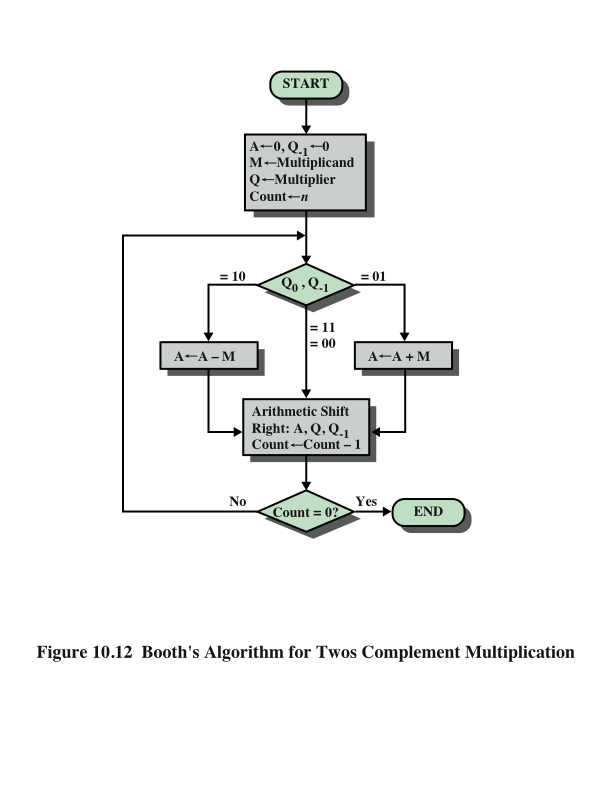 START
A←0, Q-1←0
M←Multiplicand
Q←Multiplier
Count←n
= 10
Q0 , Q-1
= 01
= 11
= 00
A←A – M
A←A + M
Arithmetic Shift
Right: A, Q, Q-1
Count←Count – 1
No
Yes
Count = 0?
END
Figure 10.12 Booth's Algorithm for Twos Complement Multiplication